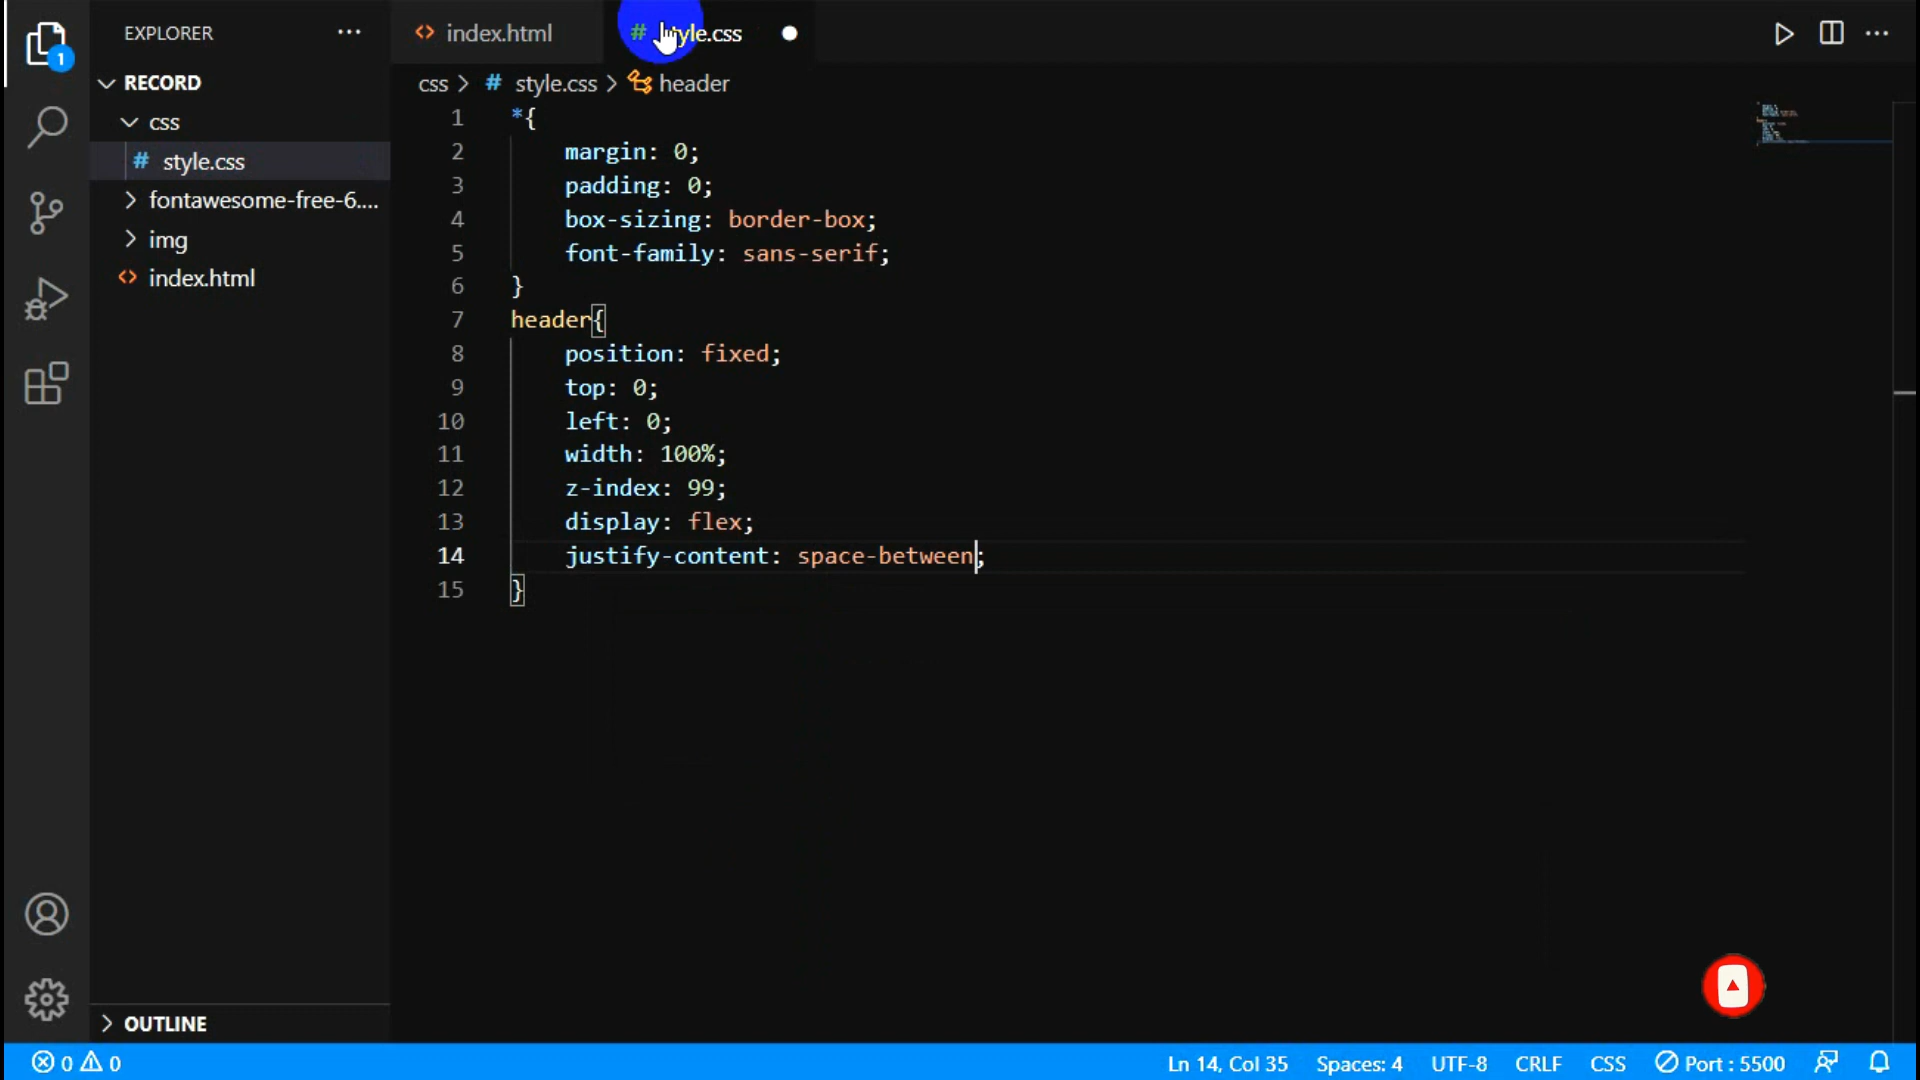 EXPLORER ...
index.html
# style.css
1
RECORD
css > # style.css > header
css
# style.css
fontawesome-free-6....
img
index.html
1 *{
2 margin: 0;
3 padding: 0;
4 box-sizing: border-box;
5 font-family: sans-serif;
6 }
7 header{
8 position: fixed;
9 top: 0;
10 left: 0;
11 width: 100%;
12 z-index: 99;
13 display: flex;
14 justify-content: space-between;
15 }
OUTLINE
0 0
Ln 14, Col 35 Spaces: 4 UTF-8 CRLF CSS Port : 5500